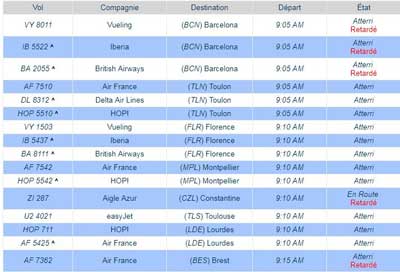 Vol Compagnie Destination Départ État
VY 8011 Vueling (BCN) Barcelona 9:05 AM Atterri Retardé
IB 5522 ^ Iberia (BCN) Barcelona 9:05 AM Atterri Retardé
BA 2055 ^ British Airways (BCN) Barcelona 9:05 AM Atterri Retardé
AF 7510 Air France (TLN) Toulon 9:05 AM Atterri
DL 8312 ^ Delta Air Lines (TLN) Toulon 9:05 AM Atterri
HOP 5510 ^ HOP! (TLN) Toulon 9:05 AM Atterri
VY 1503 Vueling (FLR) Florence 9:10 AM Atterri
IB 5437 ^ Iberia (FLR) Florence 9:10 AM Atterri
BA 8111 ^ British Airways (FLR) Florence 9:10 AM Atterri
AF 7542 Air France (MPL) Montpellier 9:10 AM Atterri
HOP 5542 ^ HOP! (MPL) Montpellier 9:10 AM Atterri
ZI 287 Aigle Azur (CZL) Constantine 9:10 AM En Route Retardé
U2 4021 easyJet (TLS) Toulouse 9:10 AM Atterri
HOP 711 HOP! (LDE) Lourdes 9:10 AM Atterri
AF 5425 ^ Air France (LDE) Lourdes 9:10 AM Atterri
AF 7362 Air France (BES) Brest 9:15 AM Atterri Retardé